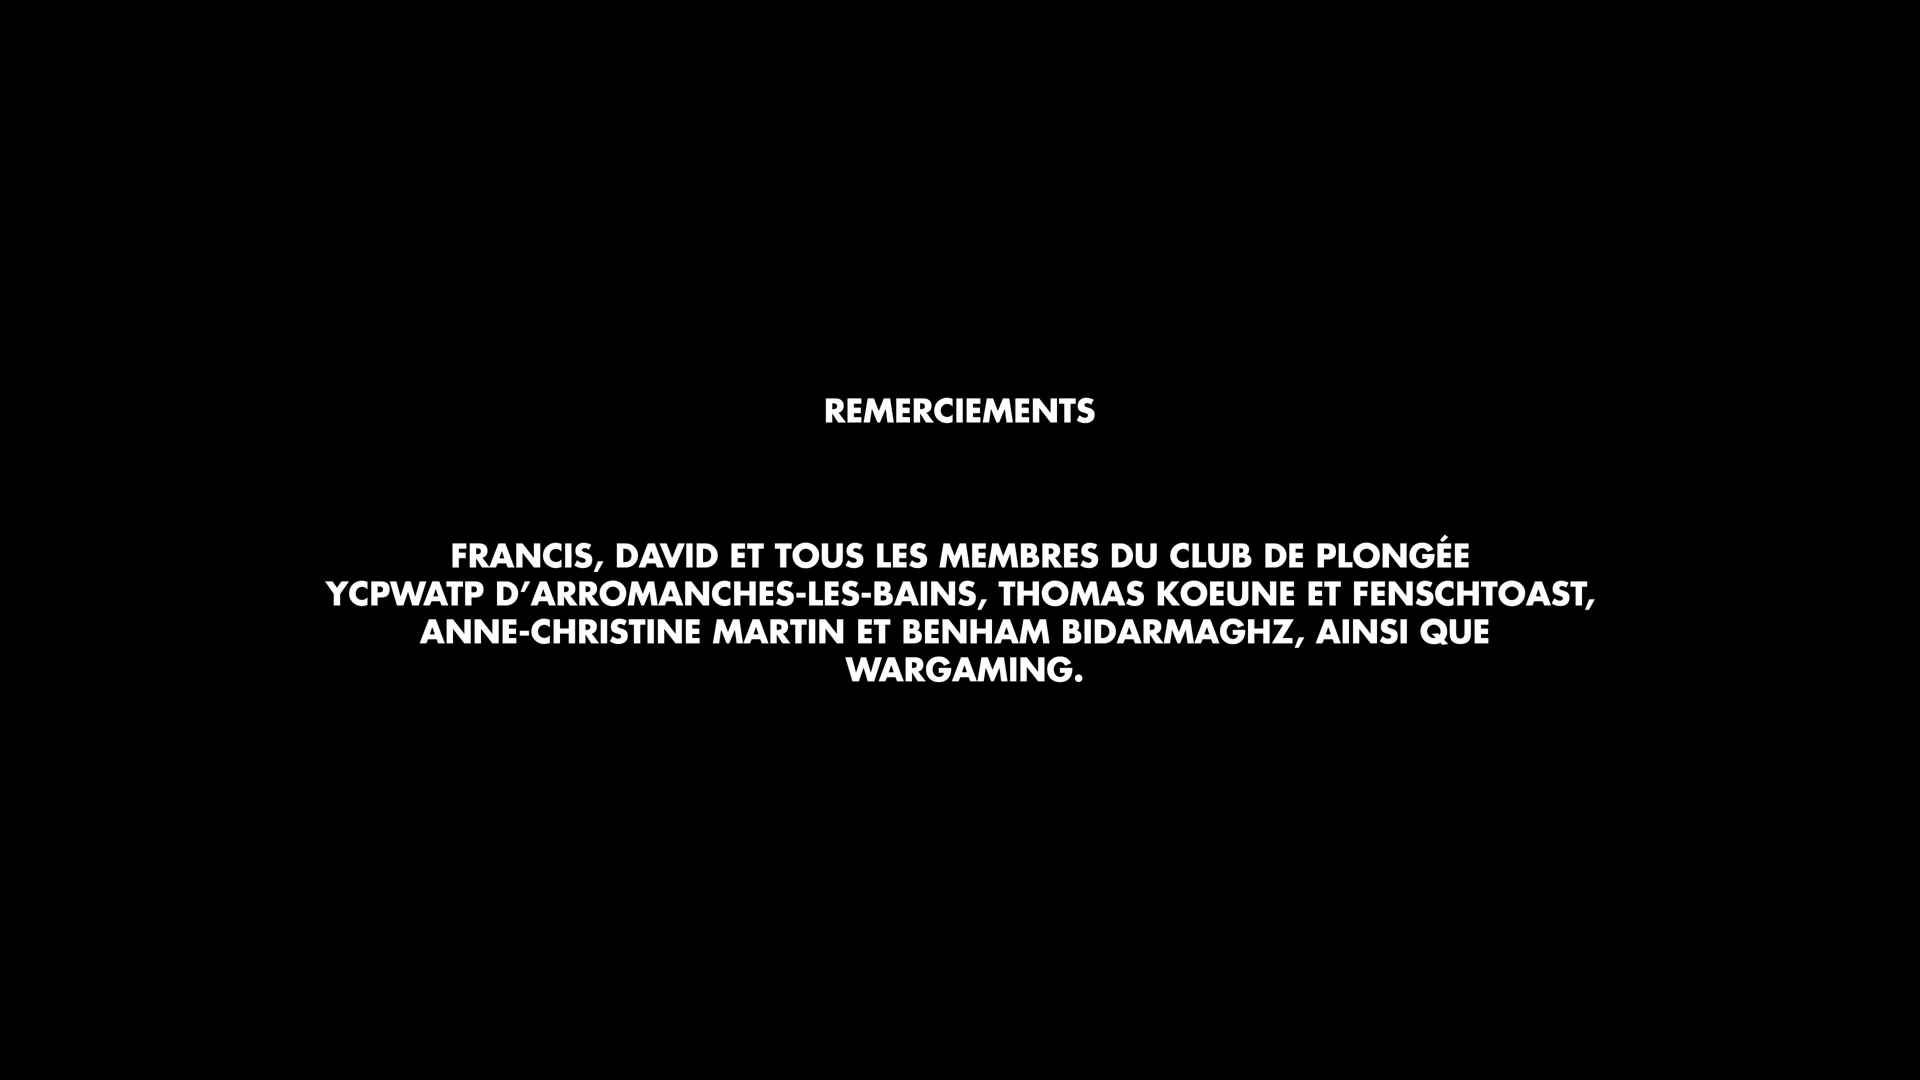 REMERCIEMENTS
FRANCIS, DAVID ET TOUS LES MEMBRES DU CLUB DE PLONGÉE
YCPWATP D’ARROMANCHES-LES-BAINS, THOMAS KOEUNE ET FENSCHTOAST,
ANNE-CHRISTINE MARTIN ET BENHAM BIDARMAGHZ, AINSI QUE
WARGAMING.